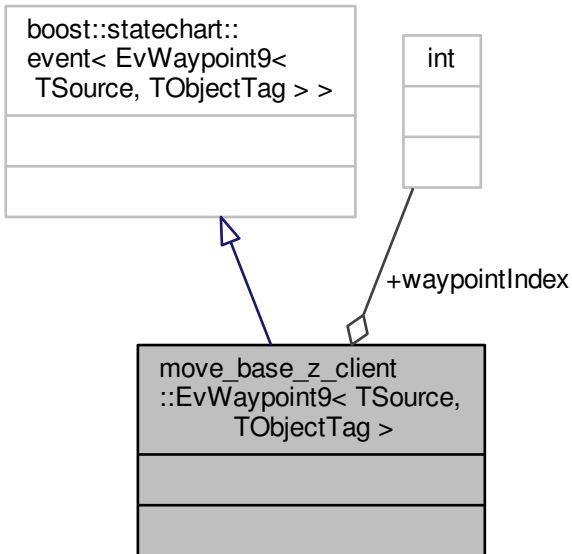 boost::statechart::
event< EvWaypoint9<
TSource, TObjectTag > >
int
+waypointIndex
move_base_z_client
::EvWaypoint9< TSource,
TObjectTag >